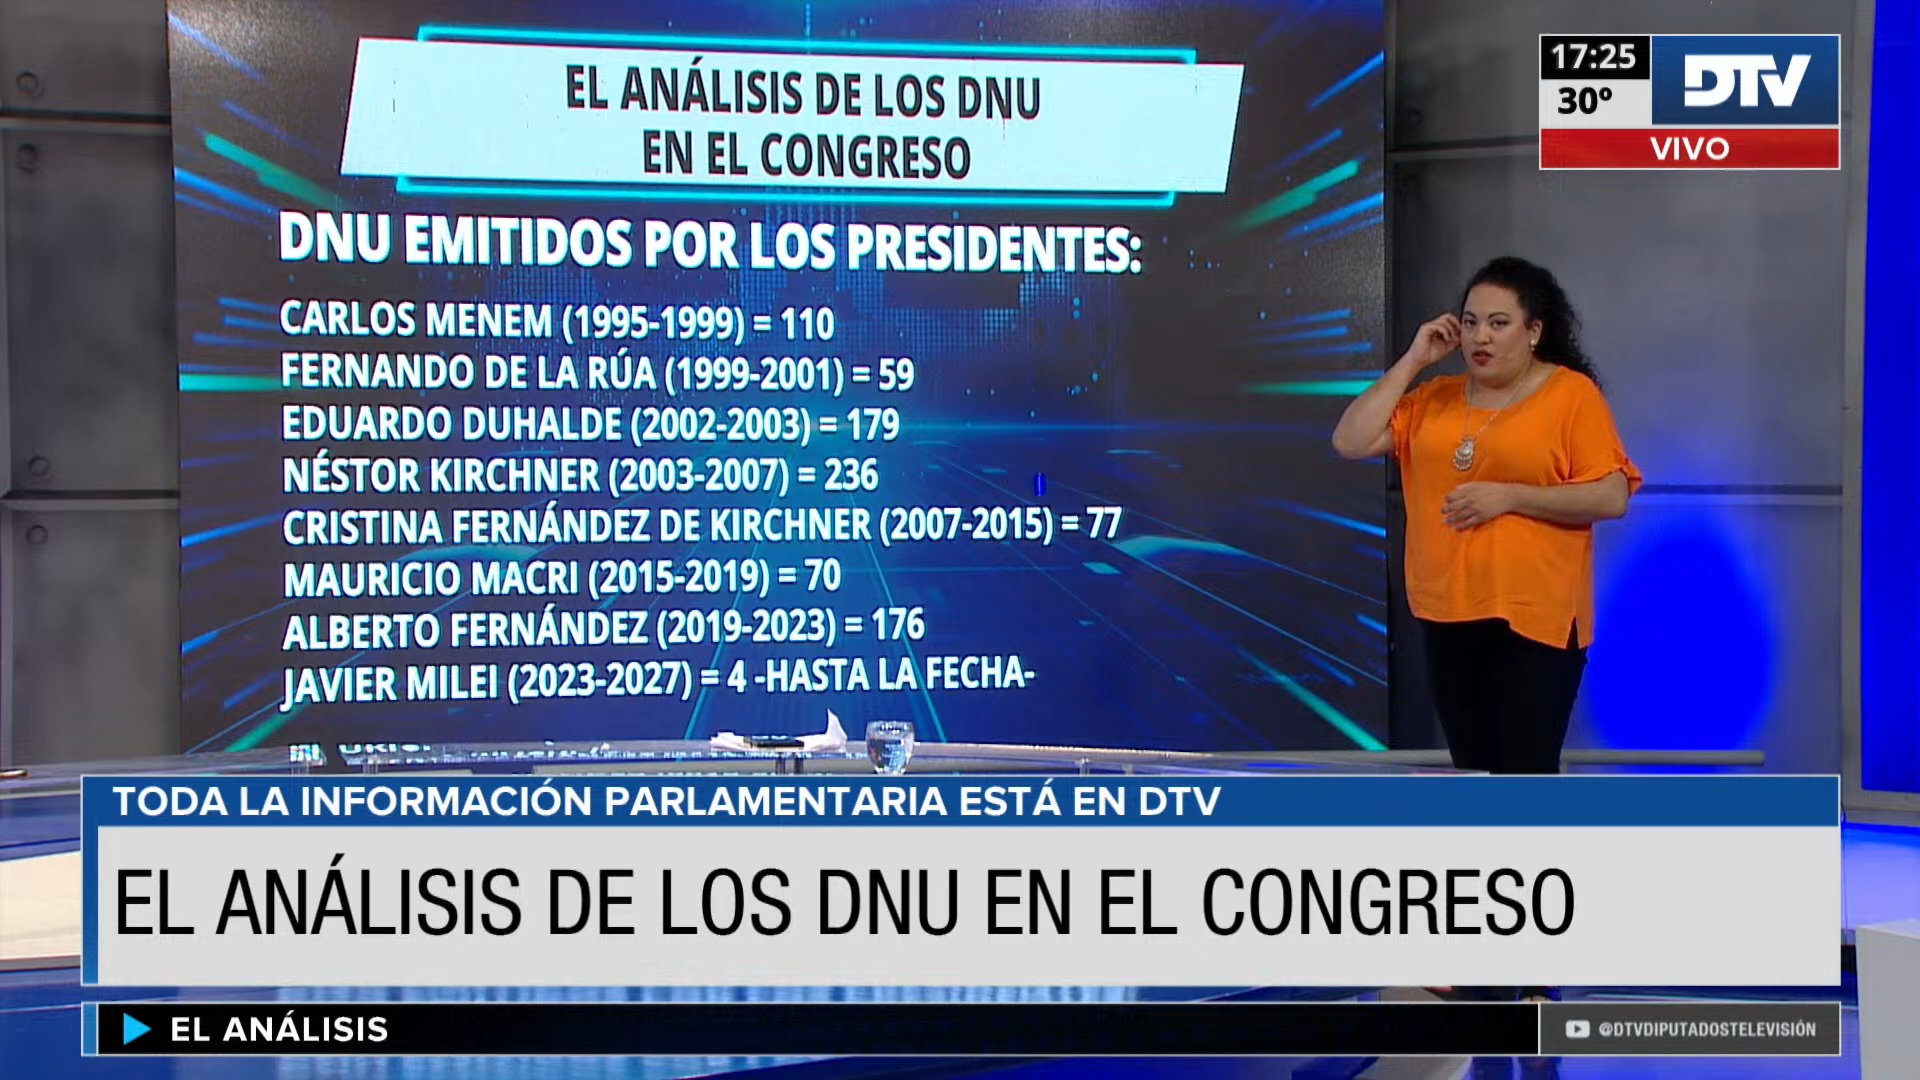 EL ANÁLISIS DE LOS DNU
EN EL CONGRESO
DNU EMITIDOS POR LOS PRESIDENTES:
CARLOS MENEM (1995-1999) = 110
FERNANDO DE LA RÚA (1999-2001) = 59
EDUARDO DUHALDE (2002-2003) = 179
NÉSTOR KIRCHNER (2003-2007) = 236
CRISTINA FERNÁNDEZ DE KIRCHNER (2007-2015) = 77
MAURICIO MACRI (2015-2019) = 70
ALBERTO FERNÁNDEZ (2019-2023) = 176
JAVIER MILEI (2023-2027) = 4 -HASTA LA FECHA-
17:25
30º
DTV
VIVO
TODA LA INFORMACIÓN PARLAMENTARIA ESTÁ EN DTV
EL ANÁLISIS DE LOS DNU EN EL CONGRESO
EL ANÁLISIS
@DTVDIPUTADOSTELEVISIÓN